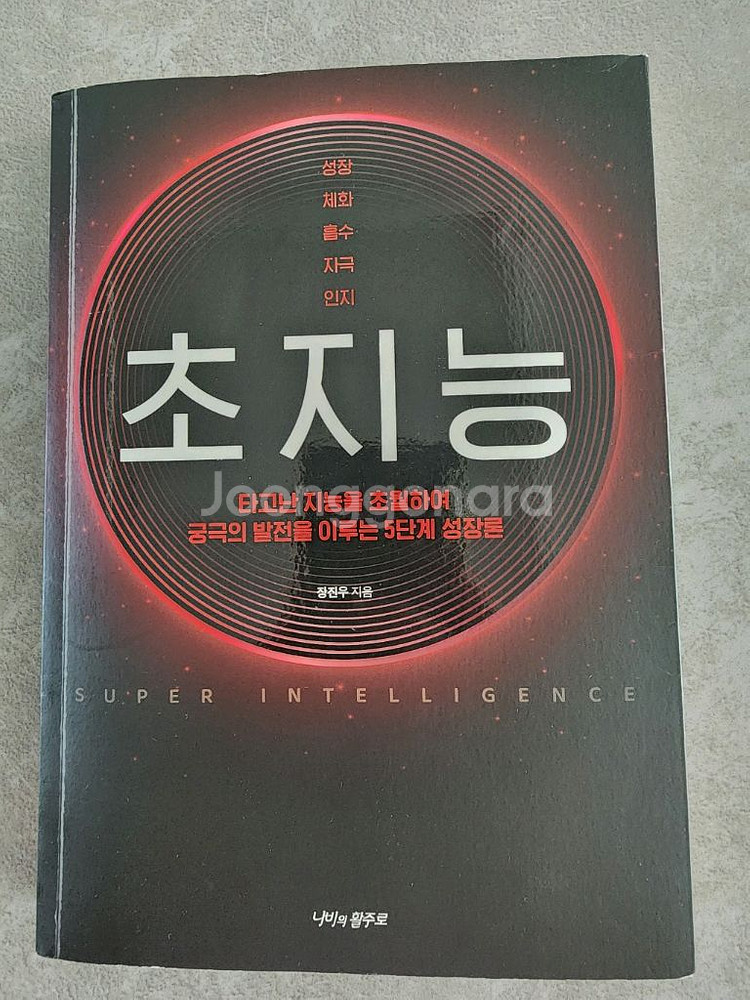 성장
체화
흡수
자극
인지
초지능
타고난 지능을 초월하여
Joonggonara
궁극의 발전을 이루는 5단계 성장론
장진우 지음
SUPER INTELLIGENCE
나비의 활주로